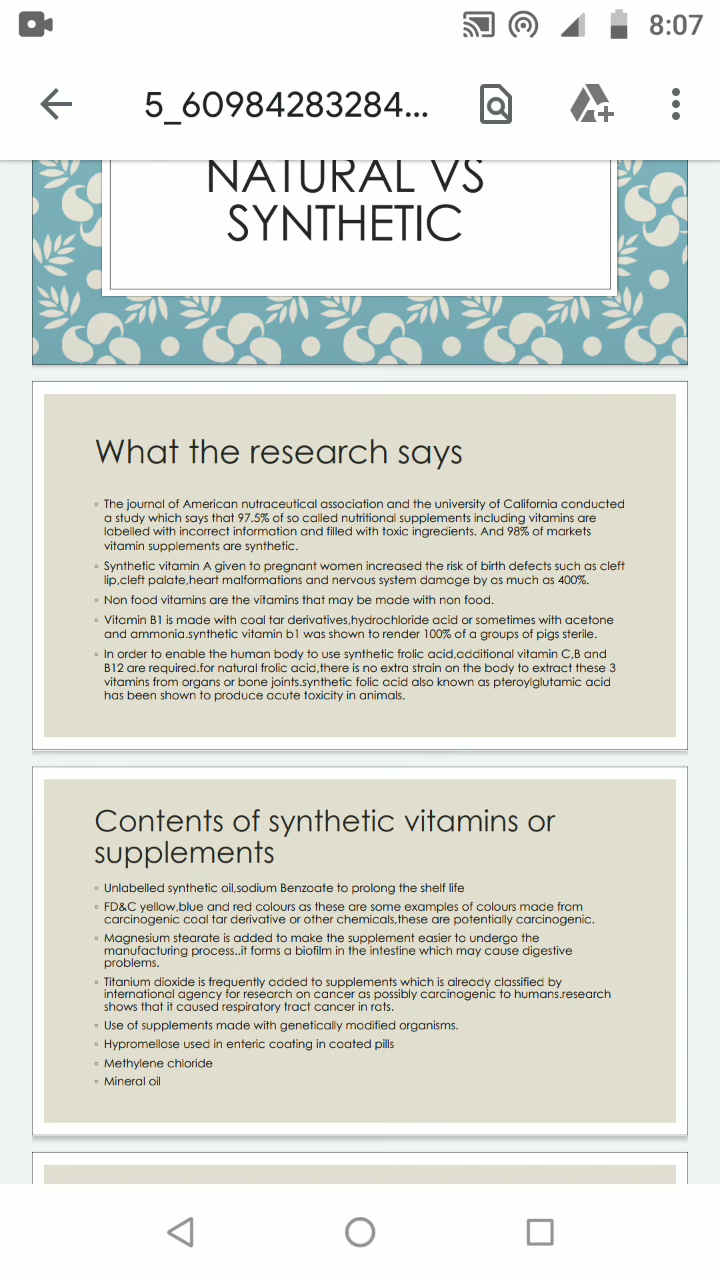 8:07
5_60984283284...
NATURAL VS
SYNTHETIC
What the research says
◦ The journal of American nutraceutical association and the university of California conducted
a study which says that 97.5% of so called nutritional supplements including vitamins are
labelled with incorrect information and filled with toxic ingredients. And 98% of markets
vitamin supplements are synthetic.
◦ Synthetic vitamin A given to pregnant women increased the risk of birth defects such as cleft
lip,cleft palate,heart malformations and nervous system damage by as much as 400%.
◦ Non food vitamins are the vitamins that may be made with non food.
◦ Vitamin B1 is made with coal tar derivatives,hydrochloride acid or sometimes with acetone
and ammonia.synthetic vitamin b1 was shown to render 100% of a groups of pigs sterile.
◦ In order to enable the human body to use synthetic frolic acid,additional vitamin C,B and
B12 are required.for natural frolic acid,there is no extra strain on the body to extract these 3
vitamins from organs or bone joints.synthetic folic acid also known as pteroylglutamic acid
has been shown to produce acute toxicity in animals.
Contents of synthetic vitamins or
supplements
◦ Unlabelled synthetic oil,sodium Benzoate to prolong the shelf life
◦ FD&C yellow,blue and red colours as these are some examples of colours made from
carcinogenic coal tar derivative or other chemicals,these are potentially carcinogenic.
◦ Magnesium stearate is added to make the supplement easier to undergo the
manufacturing process..it forms a biofilm in the intestine which may cause digestive
problems.
◦ Titanium dioxide is frequently added to supplements which is already classified by
international agency for research on cancer as possibly carcinogenic to humans.research
shows that it caused respiratory tract cancer in rats.
◦ Use of supplements made with genetically modified organisms.
◦ Hypromellose used in enteric coating in coated pills
◦ Methylene chloride
◦ Mineral oil